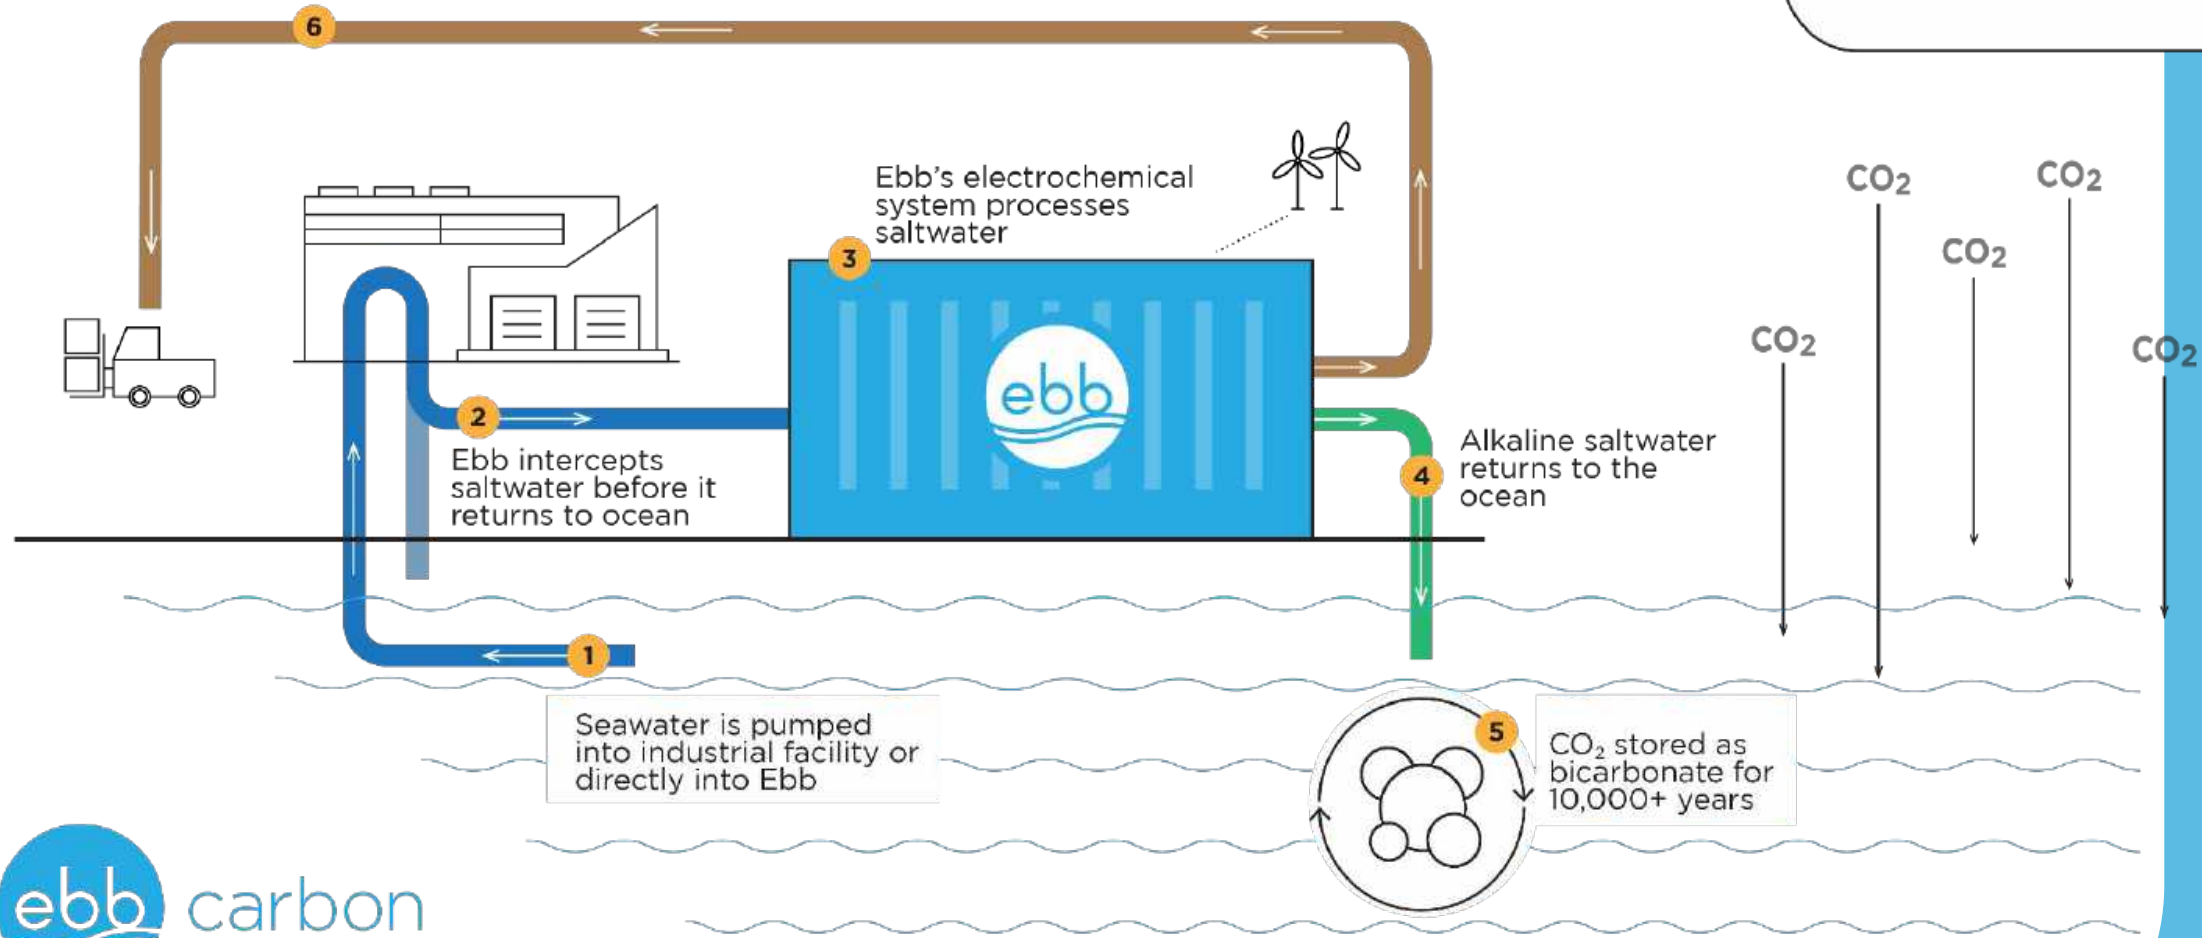 6
Ebb's electrochemical
system processes
saltwater
3
ebb
2
Ebb intercepts
saltwater before it
returns to ocean
4
Alkaline saltwater
returns to the
ocean
CO2
CO2
CO2
CO2
CO2
1
Seawater is pumped
into industrial facility or
directly into Ebb
5
CO₂ stored as
bicarbonate for
10,000+ years
ebb carbon